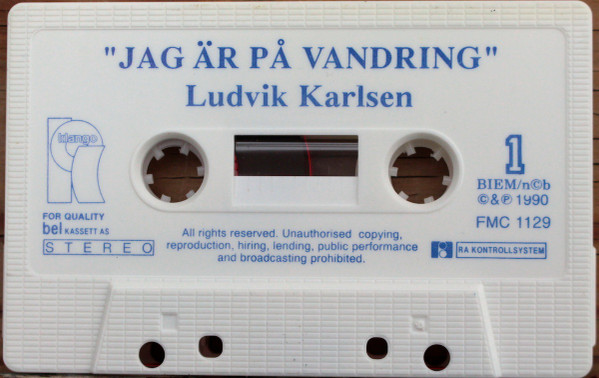 "JAG ÄR PÅ VANDRING"
Ludvik Karlsen
klango
FOR QUALITY
bel KASSETT AS
STEREO
All rights reserved. Unauthorised copying,
reproduction, hiring, lending, public performance
and broadcasting prohibited.
1
BIEM/n©b
©&℗ 1990
FMC 1129
RA KONTROLLSYSTEM